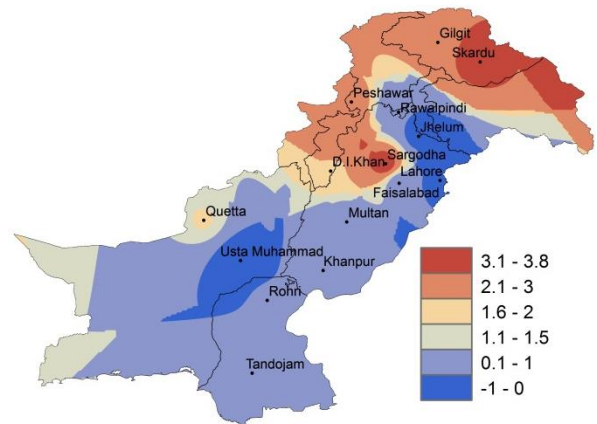 Gilgit
Skardu
Peshawar
Rawalpindi
Jhelum
D.I.Khan
Sargodha
Lahore
Faisalabad
Quetta
Multan
Usta Muhammad
Khanpur
Rohri
Tandojam
3.1 - 3.8
2.1 - 3
1.6 - 2
1.1 - 1.5
0.1 - 1
-1 - 0